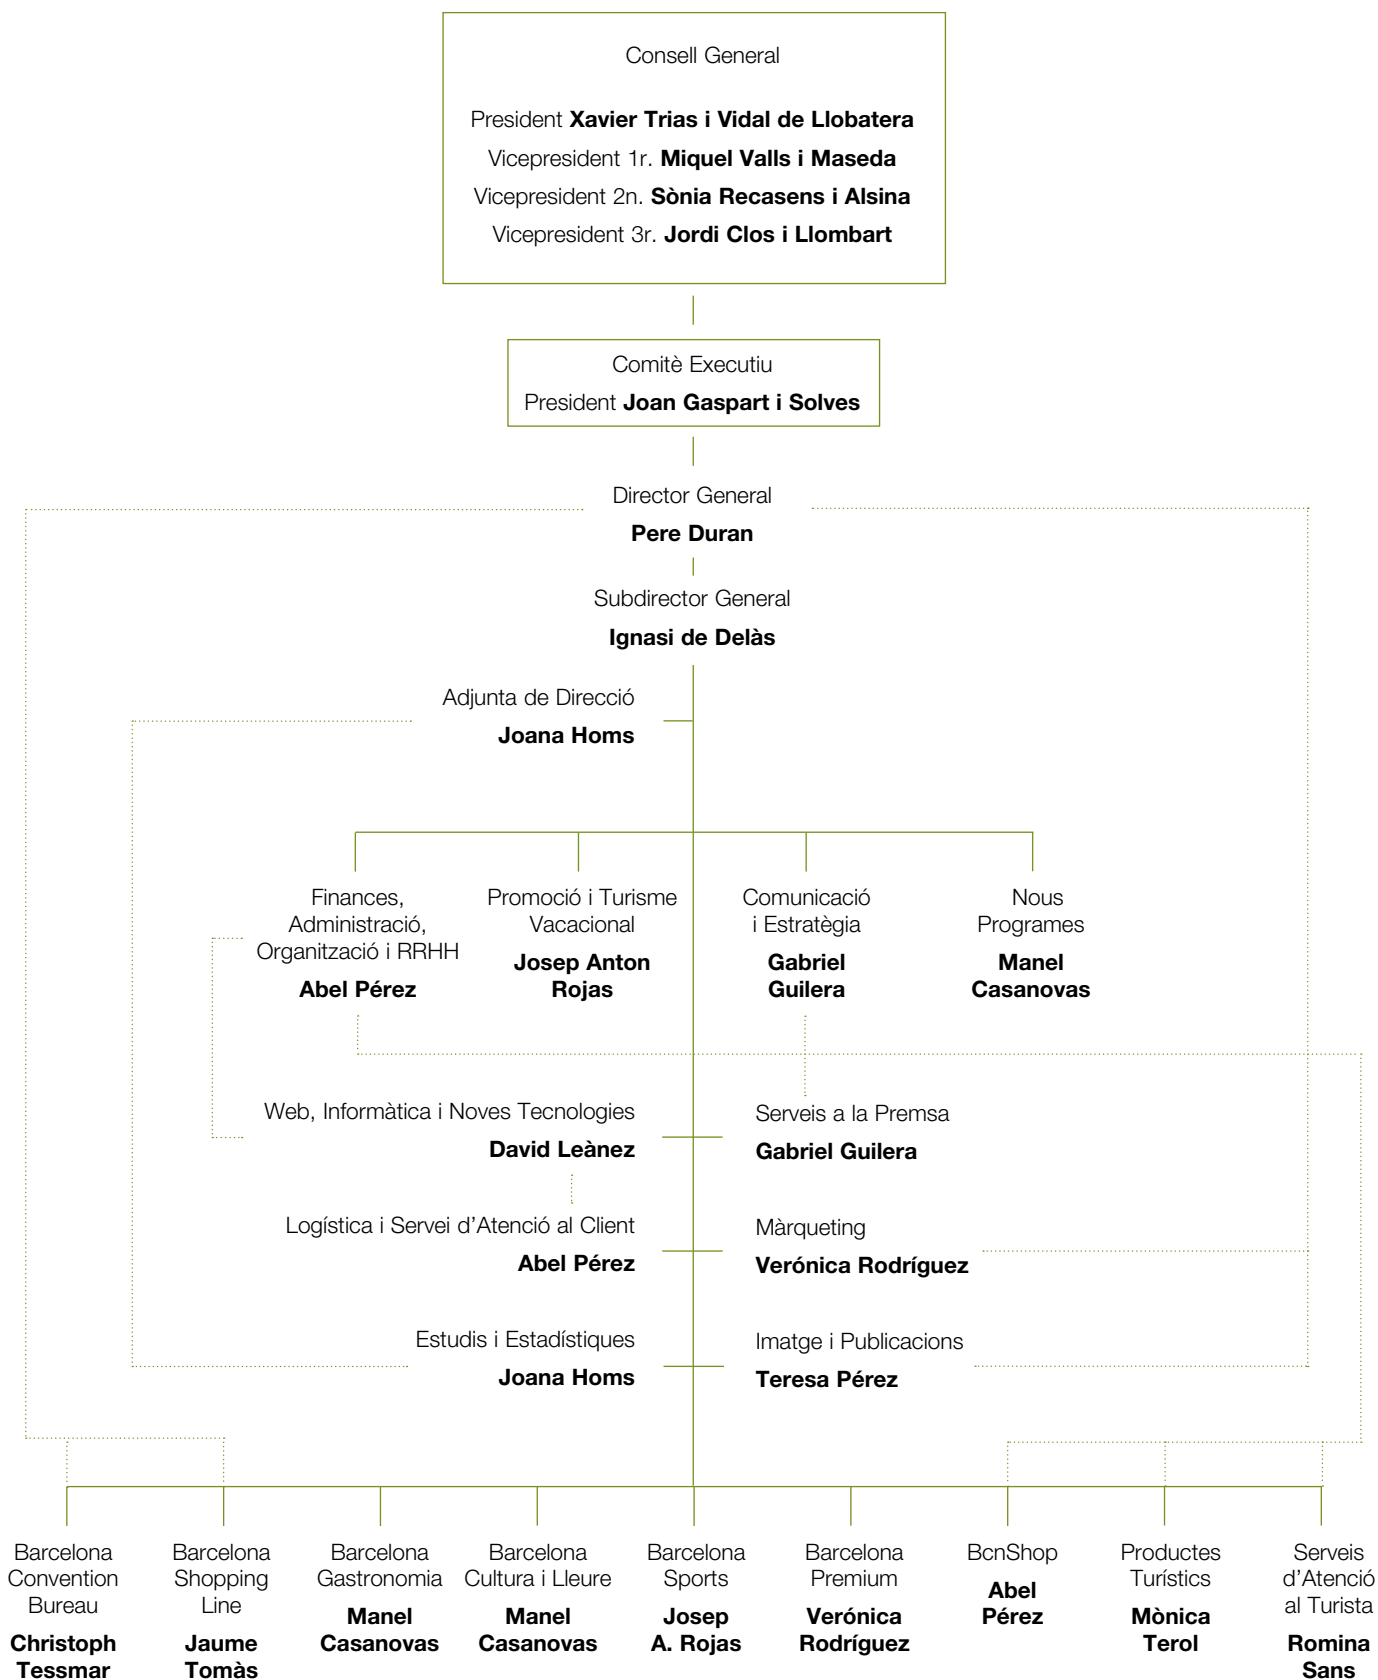 Consell General
President Xavier Trias i Vidal de Llobatera
Vicepresident 1r. Miquel Valls i Maseda
Vicepresident 2n. Sònia Recasens i Alsina
Vicepresident 3r. Jordi Clos i Llombart
Comitè Executiu
President Joan Gaspart i Solves
Director General
Pere Duran
Subdirector General
Ignasi de Delàs
Adjunta de Direcció
Joana Homs
Finances,
Administració,
Organització i RRHH
Abel Pérez
Promoció i Turisme
Vacacional
Josep Anton
Rojas
Comunicació
i Estratègia
Gabriel
Guilera
Nous
Programes
Manel
Casanovas
Web, Informàtica i Noves Tecnologies
David Leànez
Serveis a la Premsa
Gabriel Guilera
Logística i Servei d’Atenció al Client
Abel Pérez
Màrqueting
Verónica Rodríguez
Estudis i Estadístiques
Joana Homs
Imatge i Publicacions
Teresa Pérez
Barcelona
Convention
Bureau
Christoph
Tessmar
Barcelona
Shopping
Line
Jaume
Tomàs
Barcelona
Gastronomia
Manel
Casanovas
Barcelona
Cultura i Lleure
Manel
Casanovas
Barcelona
Sports
Josep
A. Rojas
Barcelona
Premium
Verónica
Rodríguez
BcnShop
Abel
Pérez
Productes
Turístics
Mònica
Terol
Serveis
d’Atenció
al Turista
Romina
Sans